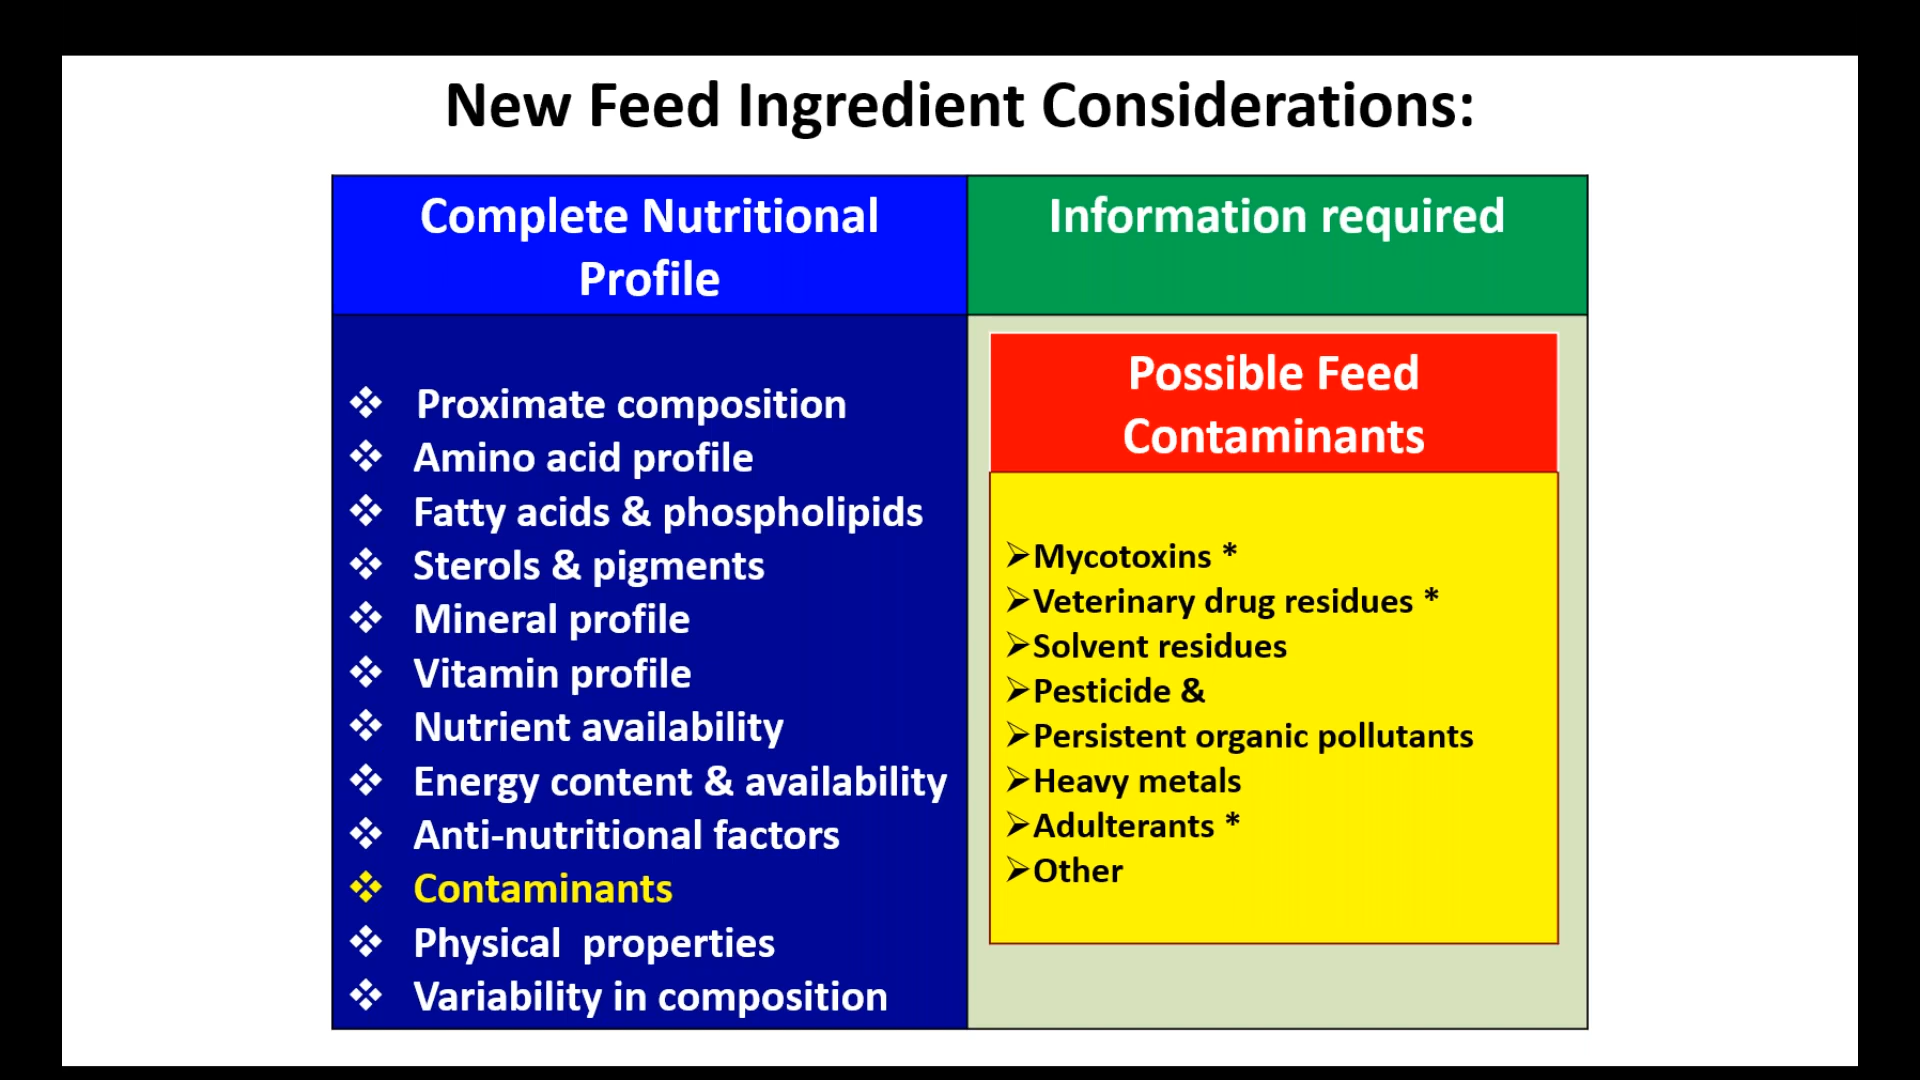 New Feed Ingredient Considerations:
Complete Nutritional
Profile
Information required
❖ Proximate composition
❖ Amino acid profile
❖ Fatty acids & phospholipids
❖ Sterols & pigments
❖ Mineral profile
❖ Vitamin profile
❖ Nutrient availability
❖ Energy content & availability
❖ Anti-nutritional factors
❖ Contaminants
❖ Physical properties
❖ Variability in composition
Possible Feed
Contaminants
➢Mycotoxins *
➢Veterinary drug residues *
➢Solvent residues
➢Pesticide &
➢Persistent organic pollutants
➢Heavy metals
➢Adulterants *
➢Other